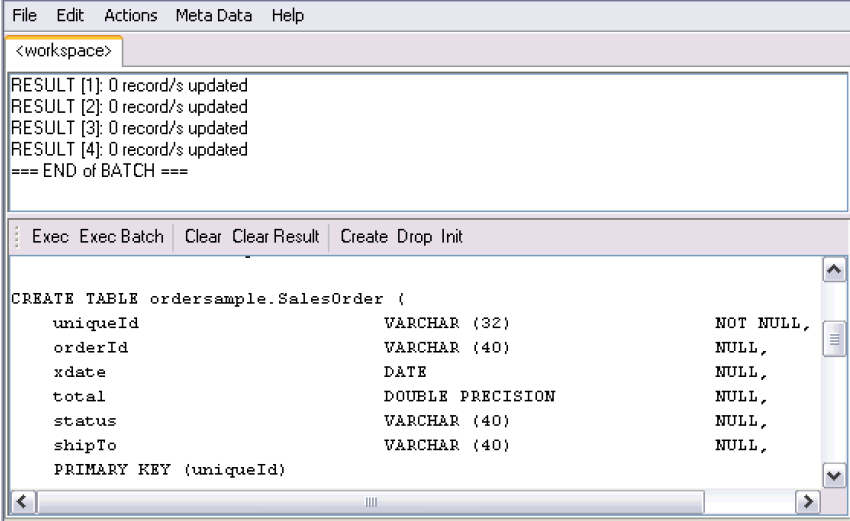 File Edit Actions Meta Data Help
<workspace>
RESULT [1]: 0 record/s updated
RESULT [2]: 0 record/s updated
RESULT [3]: 0 record/s updated
RESULT [4]: 0 record/s updated
=== END of BATCH ===
Exec Exec Batch Clear Clear Result Create Drop Init
CREATE TABLE ordersample.SalesOrder (
uniqueId VARCHAR (32) NOT NULL,
orderId VARCHAR (40) NULL,
xdate DATE NULL,
total DOUBLE PRECISION NULL,
status VARCHAR (40) NULL,
shipTo VARCHAR (40) NULL,
PRIMARY KEY (uniqueId)